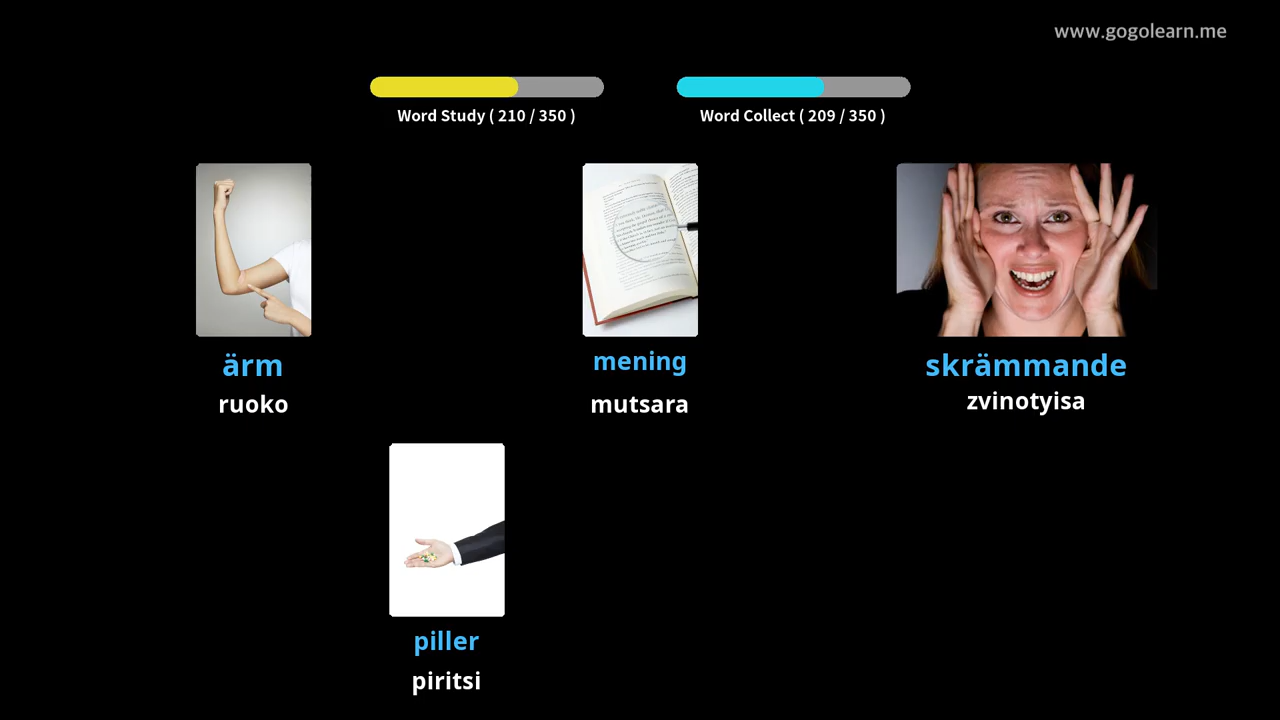 www.gogolearn.me
Word Study ( 210 / 350 )
Word Collect ( 209 / 350 )
ärm
ruoko
mening
mutsara
skrämmande
zvinotyisa
piller
piritsi